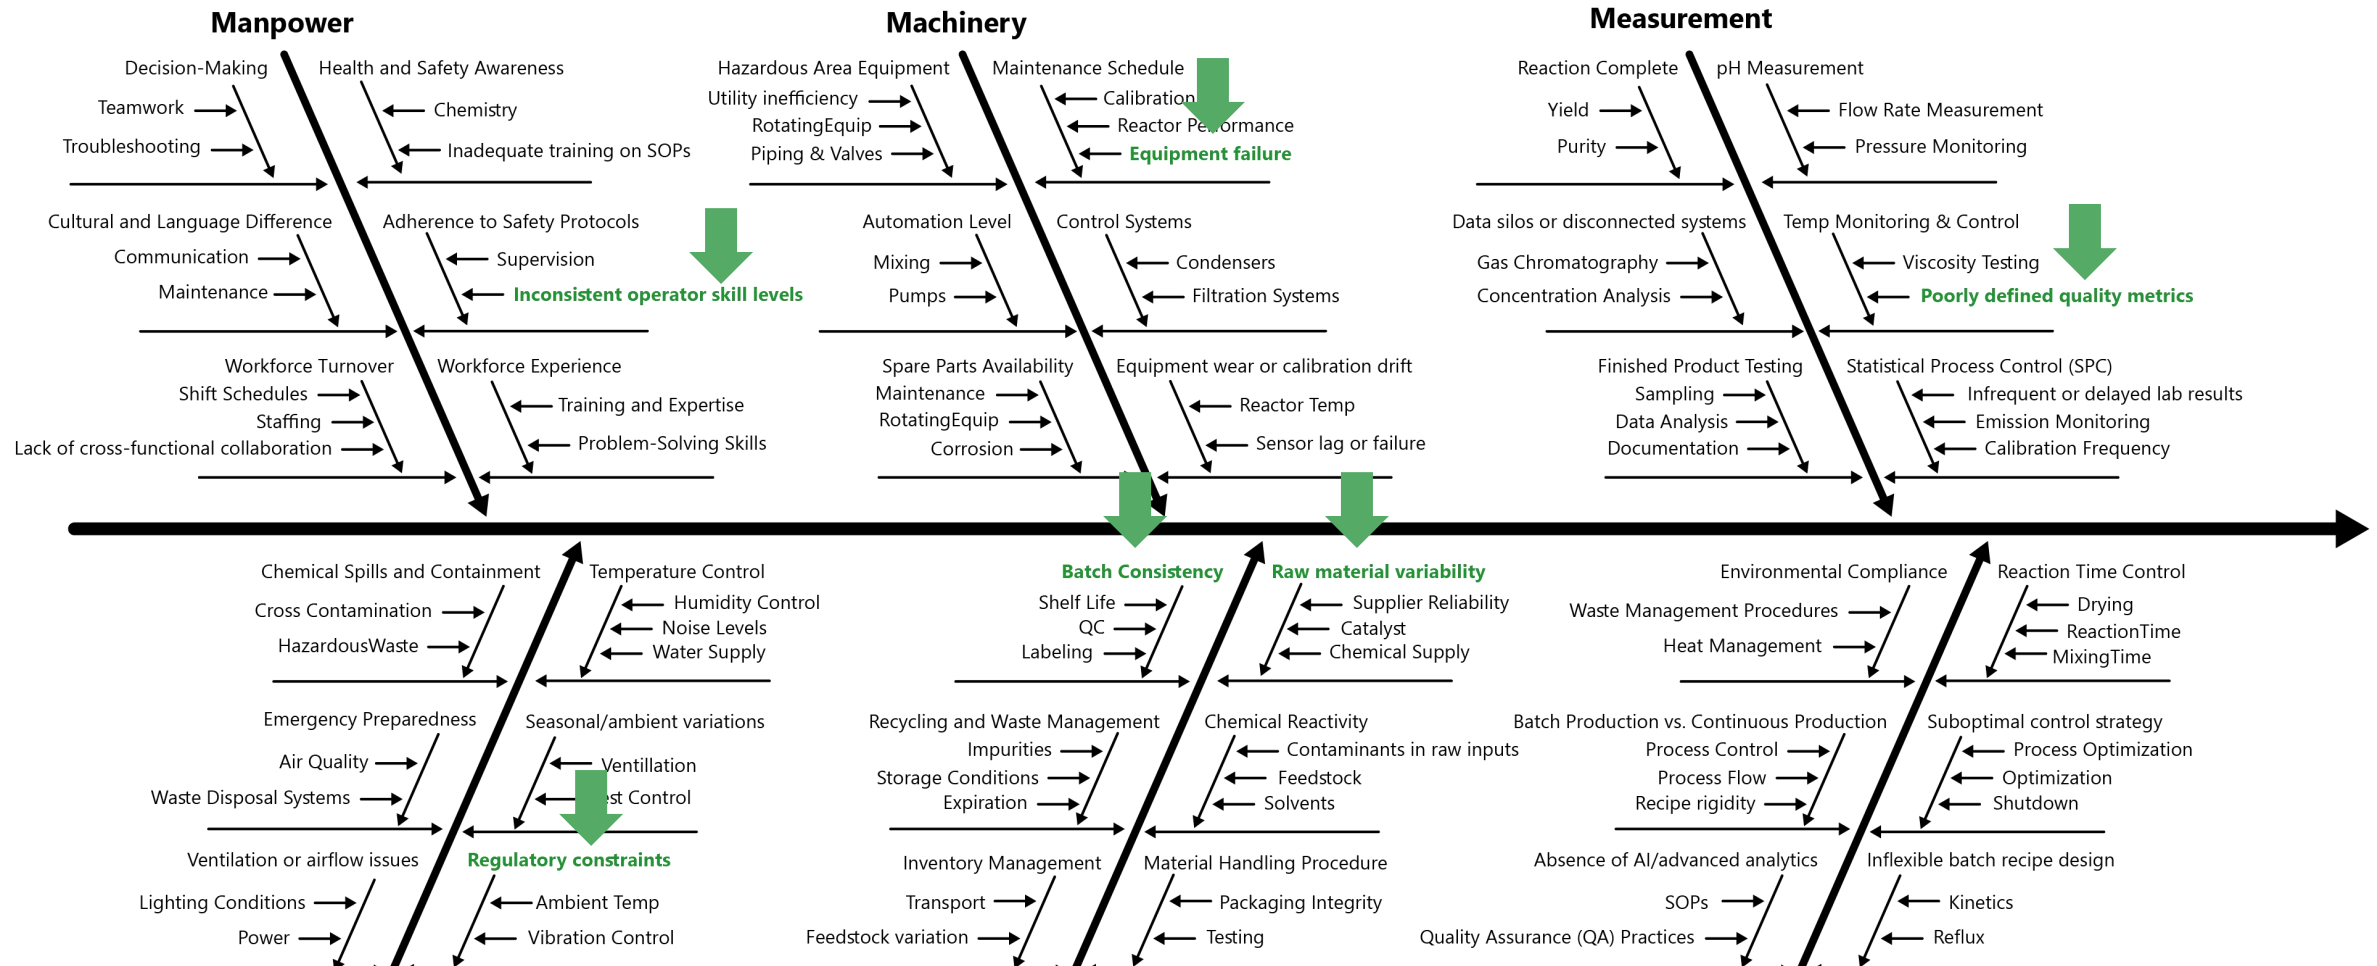 Manpower
Decision-Making
Teamwork
Troubleshooting
Health and Safety Awareness
Chemistry
Inadequate training on SOPs
Cultural and Language Difference
Communication
Maintenance
Adherence to Safety Protocols
Supervision
Inconsistent operator skill levels
Workforce Turnover
Shift Schedules
Staffing
Lack of cross-functional collaboration
Workforce Experience
Training and Expertise
Problem-Solving Skills
Machinery
Hazardous Area Equipment
Utility inefficiency
RotatingEquip
Piping & Valves
Maintenance Schedule
Calibration
Reactor Performance
Equipment failure
Automation Level
Mixing
Pumps
Control Systems
Condensers
Filtration Systems
Spare Parts Availability
Maintenance
RotatingEquip
Corrosion
Equipment wear or calibration drift
Reactor Temp
Sensor lag or failure
Measurement
Reaction Complete
Yield
Purity
pH Measurement
Flow Rate Measurement
Pressure Monitoring
Data silos or disconnected systems
Gas Chromatography
Concentration Analysis
Temp Monitoring & Control
Viscosity Testing
Poorly defined quality metrics
Finished Product Testing
Sampling
Data Analysis
Documentation
Statistical Process Control (SPC)
Infrequent or delayed lab results
Emission Monitoring
Calibration Frequency
Chemical Spills and Containment
Cross Contamination
HazardousWaste
Temperature Control
Humidity Control
Noise Levels
Water Supply
Emergency Preparedness
Air Quality
Waste Disposal Systems
Seasonal/ambient variations
Ventillation
Control
Ventilation or airflow issues
Lighting Conditions
Power
Regulatory constraints
Ambient Temp
Vibration Control
Batch Consistency
Shelf Life
QC
Labeling
Raw material variability
Supplier Reliability
Catalyst
Chemical Supply
Recycling and Waste Management
Impurities
Storage Conditions
Expiration
Chemical Reactivity
Contaminants in raw inputs
Feedstock
Solvents
Inventory Management
Transport
Feedstock variation
Material Handling Procedure
Packaging Integrity
Testing
Environmental Compliance
Waste Management Procedures
Heat Management
Reaction Time Control
Drying
ReactionTime
MixingTime
Batch Production vs. Continuous Production
Process Control
Process Flow
Recipe rigidity
Suboptimal control strategy
Process Optimization
Optimization
Shutdown
Absence of AI/advanced analytics
SOPs
Quality Assurance (QA) Practices
Inflexible batch recipe design
Kinetics
Reflux